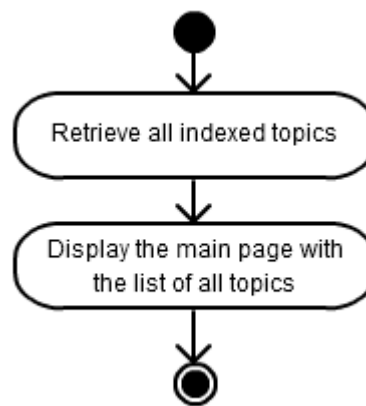 Retrieve all indexed topics
Display the main page with
the list of all topics